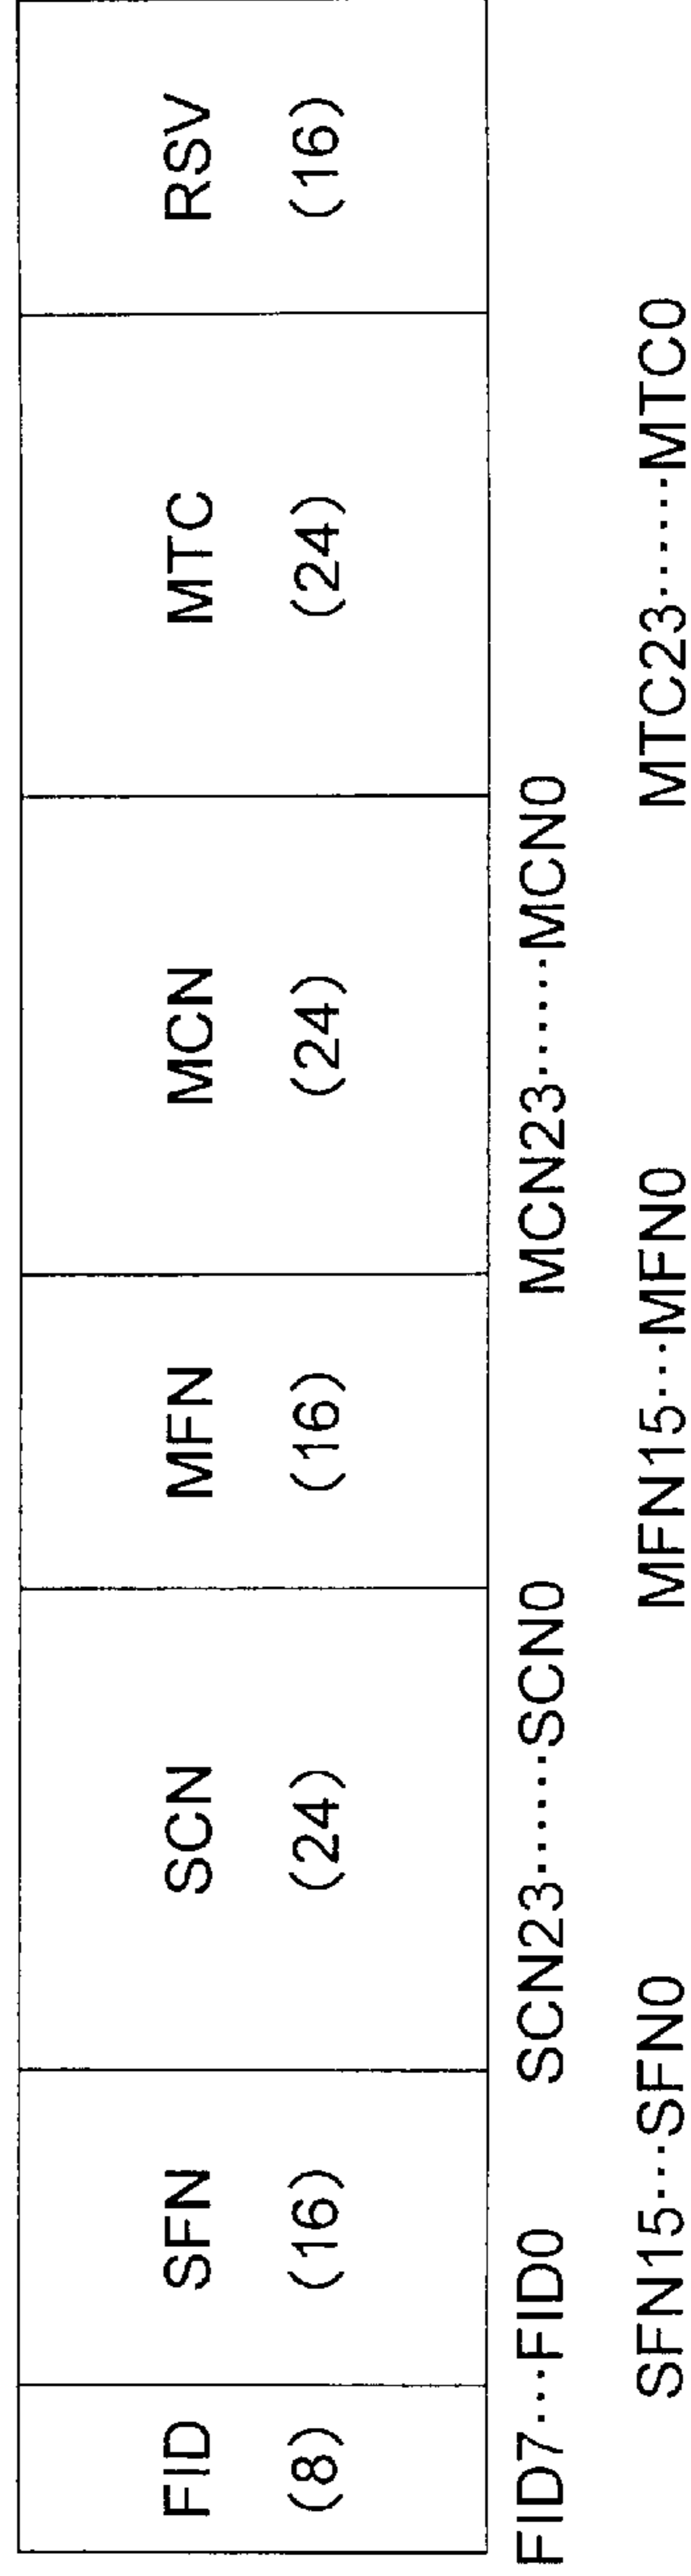 FID SFN SCN MFN MCN MTC RSV
(8) (16) (24) (16) (24) (24) (16)
FID7···FID0 SCN23······SCN0 MCN23······MCN0
SFN15···SFN0 MFN15···MFN0 MTC23······MTC0